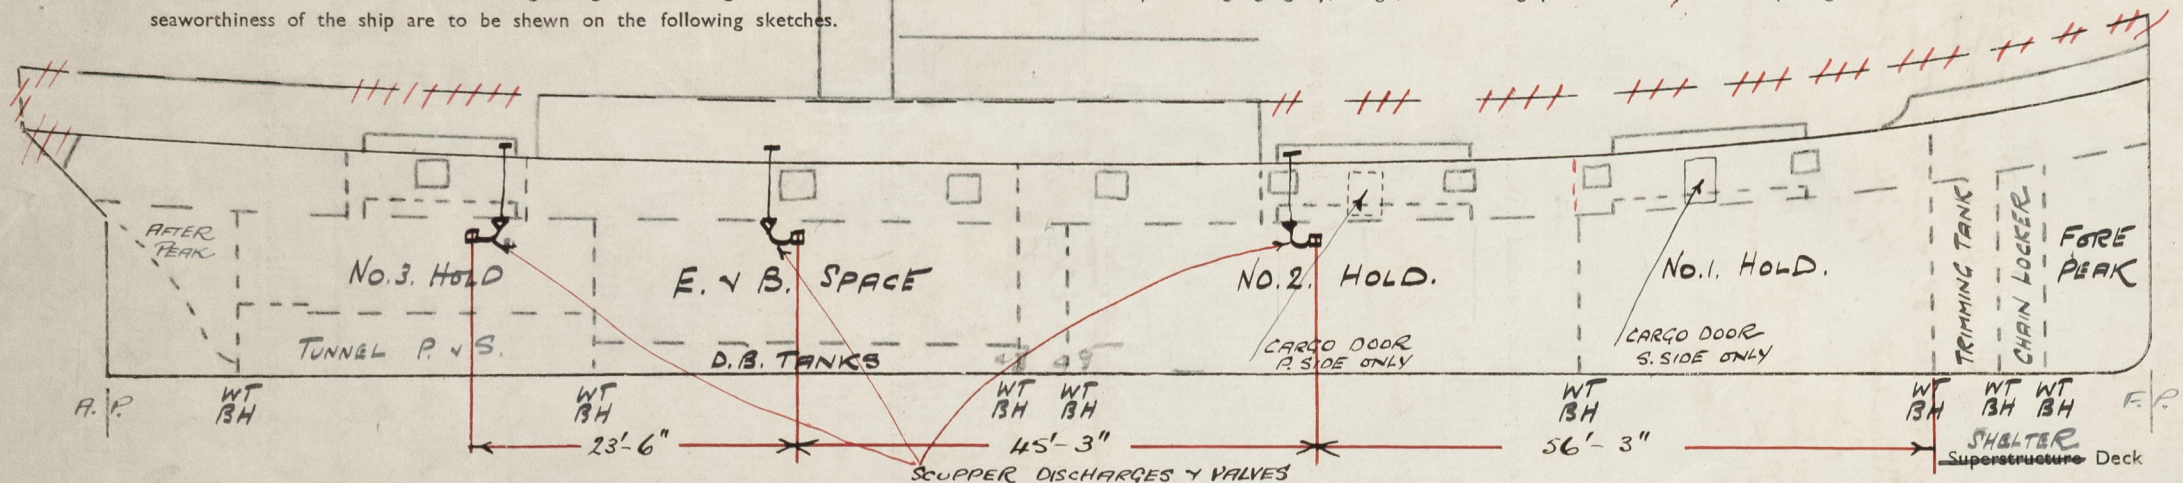 seaworthiness of the ship are to be shewn on the following sketches.
AFTER
PEAK
No. 3. HOLD
E. & B. SPACE
No. 2. HOLD.
No. 1. HOLD.
TRIMMING TANK
CHAIN LOCKER
FORE
PEAK
TUNNEL P. & S.
D.B. TANKS
CARGO DOOR
P. SIDE ONLY
CARGO DOOR
S. SIDE ONLY
A. P.
WT
BH
WT
BH
WT
BH
WT
BH
WT
BH
WT
BH
WT
BH
WT
BH
F. P.
23'-6"
45'-3"
56'-3"
SHELTER
Superstructure Deck
SCUPPER DISCHARGES & VALVES